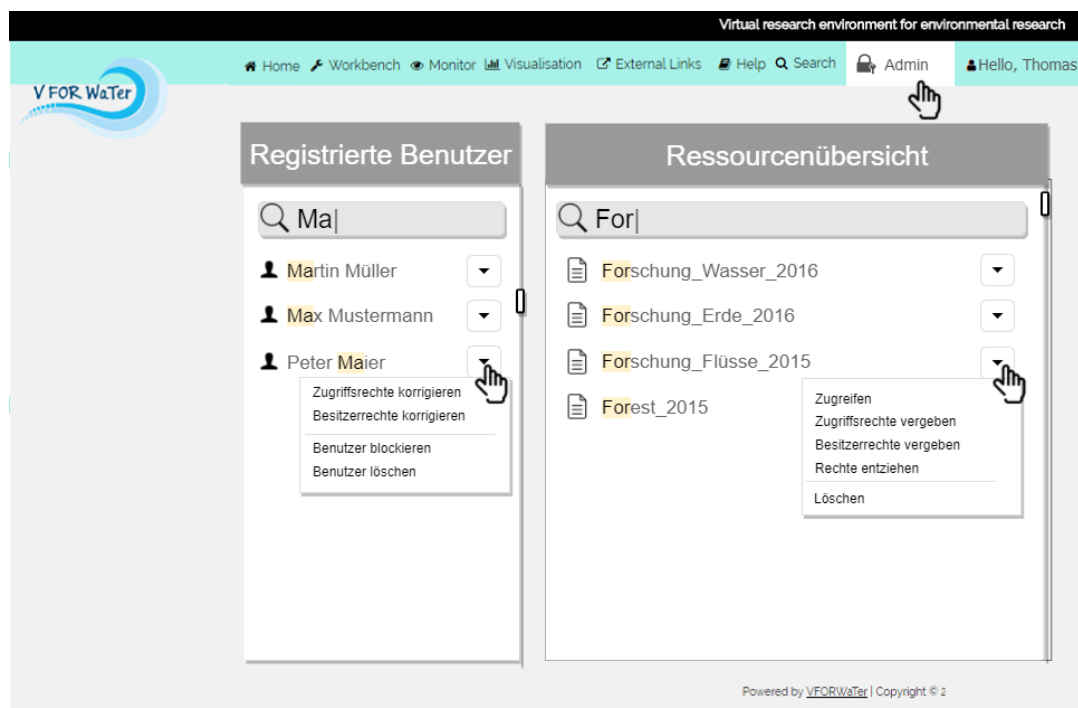 Virtual research environment for environmental research
V FOR WaTer
Home Workbench Monitor Visualisation External Links Help Search Admin Hello, Thomas
Registrierte Benutzer
Ma
Martin Müller
Max Mustermann
Peter Maier
Zugriffsrechte korrigieren
Besitzerrechte korrigieren
Benutzer blockieren
Benutzer löschen
Ressourcenübersicht
For
Forschung_Wasser_2016
Forschung_Erde_2016
Forschung_Flüsse_2015
Forest_2015
Zugreifen
Zugriffsrechte vergeben
Besitzerrechte vergeben
Rechte entziehen
Löschen
Powered by VFORWaTer | Copyright © 2